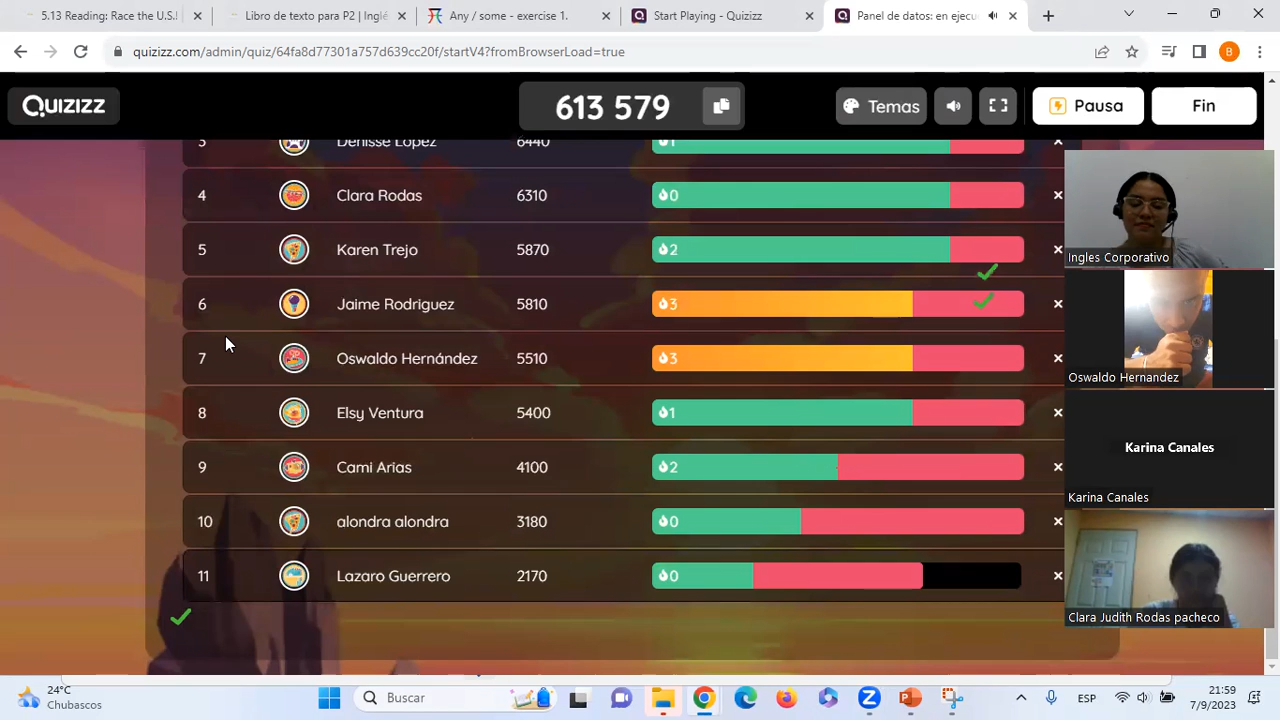 5.13 Reading: Race the U.S.
Libro de texto para P2 | Inglé
Any / some - exercise 1.
Start Playing - Quizizz
Panel de datos: en ejecu
quizizz.com/admin/quiz/64fa8d77301a757d639cc20f/startV4?fromBrowserLoad=true
B
Quizizz
613 579
Temas
Pausa
Fin
3 Denisse López 6440 1
4 Clara Rodas 6310 0
5 Karen Trejo 5870 2
6 Jaime Rodriguez 5810 3
7 Oswaldo Hernández 5510 3
8 Elsy Ventura 5400 1
9 Cami Arias 4100 2
10 alondra alondra 3180 0
11 Lazaro Guerrero 2170 0
Ingles Corporativo
Oswaldo Hernandez
Karina Canales
Karina Canales
Clara Judith Rodas pacheco
24°C
Chubascos
Buscar
ESP
21:59
7/9/2023